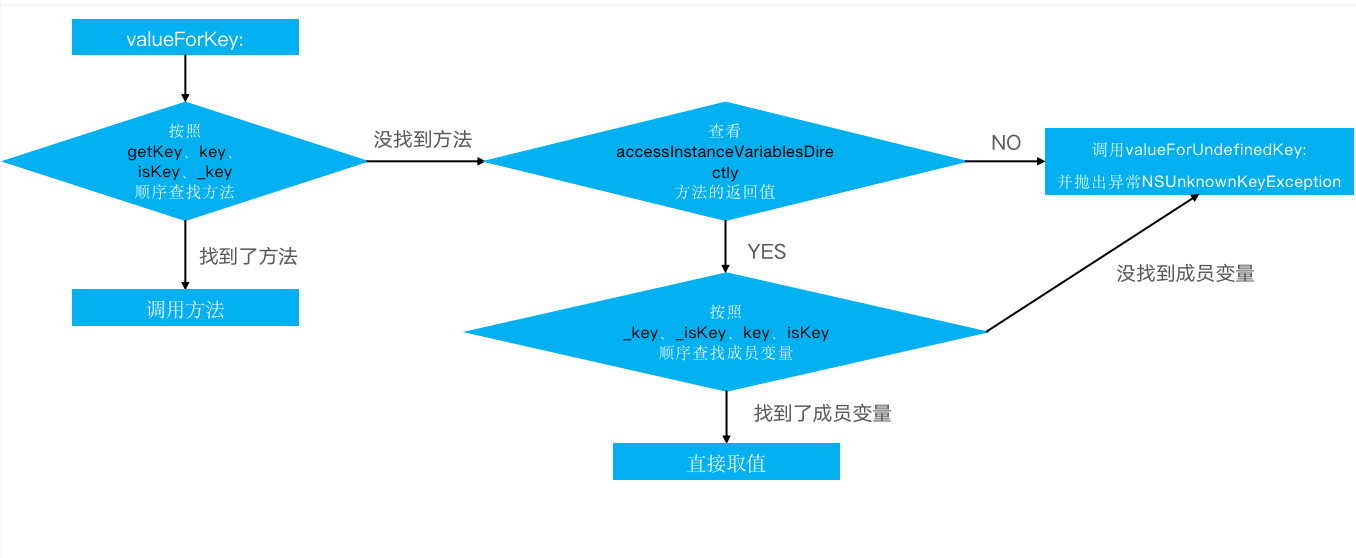 valueForKey:
按照
getKey、key、
isKey、_key
顺序查找方法
没找到方法
查看
accessInstanceVariablesDire
ctly
方法的返回值
NO
调用valueForUndefinedKey:
并抛出异常NSUnknownKeyException
找到了方法
调用方法
YES
没找到成员变量
按照
_key、_isKey、key、isKey
顺序查找成员变量
找到了成员变量
直接取值